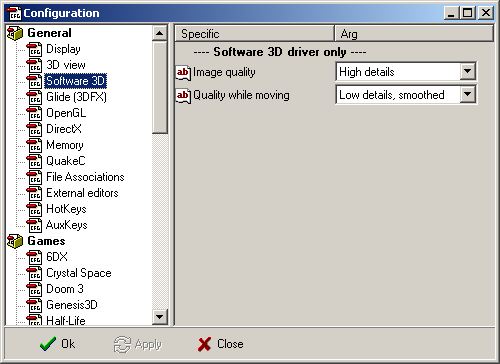 Configuration
General
Display
3D view
Software 3D
Glide (3DFX)
OpenGL
DirectX
Memory
QuakeC
File Associations
External editors
HotKeys
AuxKeys
Games
6DX
Crystal Space
Doom 3
Genesis3D
Half-Life
Specific Arg
---- Software 3D driver only ----
Image quality High details
Quality while moving Low details, smoothed
Ok Apply Close